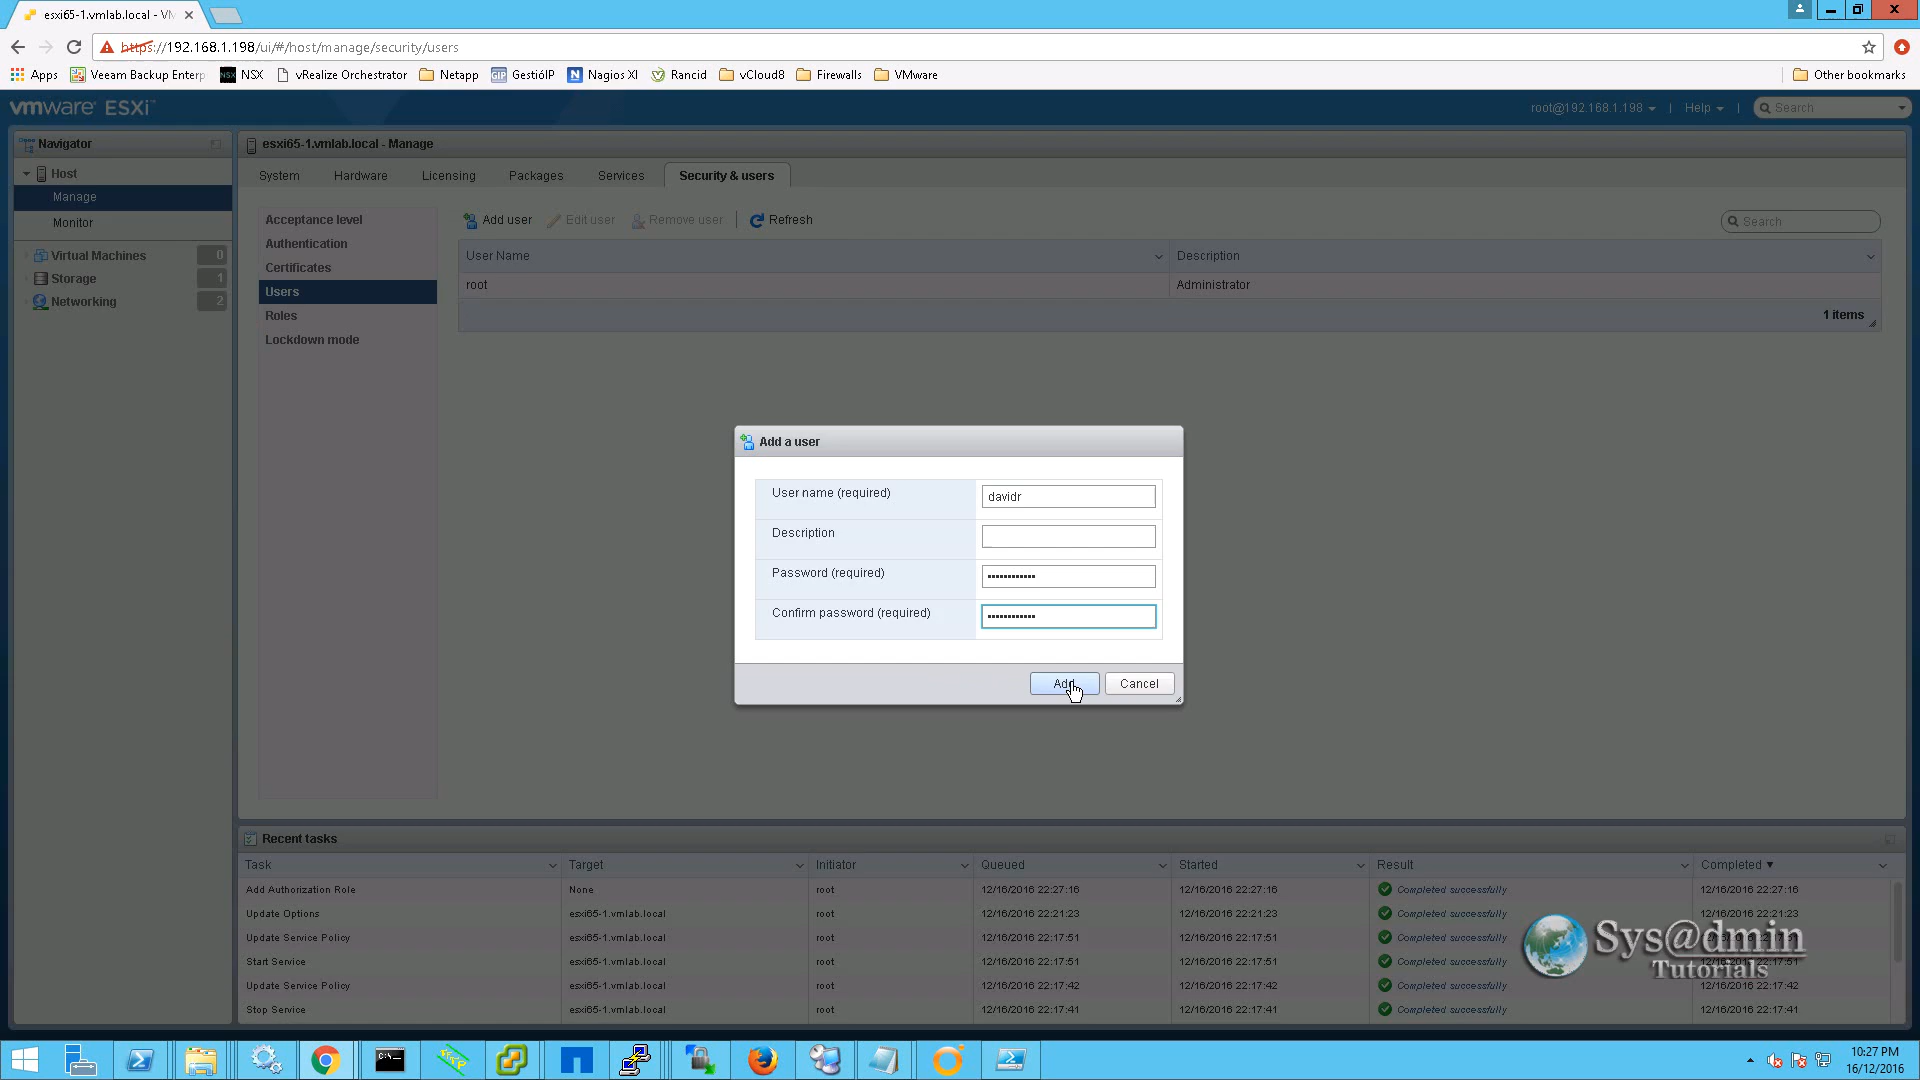 esxi65-1.vmlab.local - VM
https://192.168.1.198/ui/#/host/manage/security/users
Apps Veeam Backup Enterp NSX NSX vRealize Orchestrator Netapp GIP GestióIP N Nagios XI Rancid vCloud8 Firewalls VMware Other bookmarks
vmware ESXi™ root@192.168.1.198 | Help | Search
Navigator
esxi65-1.vmlab.local - Manage
Host
Manage
Monitor
Virtual Machines 0
Storage 1
Networking 2
System Hardware Licensing Packages Services Security & users
Acceptance level
Authentication
Certificates
Users
Roles
Lockdown mode
Add user Edit user Remove user Refresh Search
User Name Description
root Administrator
1 items
Add a user
User name (required) davidr
Description
Password (required) ••••••••••••
Confirm password (required) ••••••••••••
Add Cancel
Recent tasks
Task Target Initiator Queued Started Result Completed ▼
Add Authorization Role None root 12/16/2016 22:27:16 12/16/2016 22:27:16 Completed successfully 12/16/2016 22:27:16
Update Options esxi65-1.vmlab.local root 12/16/2016 22:21:23 12/16/2016 22:21:23 Completed successfully 12/16/2016 22:21:23
Update Service Policy esxi65-1.vmlab.local root 12/16/2016 22:17:51 12/16/2016 22:17:51 Completed successfully 12/16/2016 22:17:51
Start Service esxi65-1.vmlab.local root 12/16/2016 22:17:51 12/16/2016 22:17:51 Completed successfully 12/16/2016 22:17:51
Update Service Policy esxi65-1.vmlab.local root 12/16/2016 22:17:42 12/16/2016 22:17:42 Completed successfully 12/16/2016 22:17:42
Stop Service esxi65-1.vmlab.local root 12/16/2016 22:17:41 12/16/2016 22:17:41 Completed successfully 12/16/2016 22:17:41
Sys@dmin
Tutorials
10:27 PM
16/12/2016